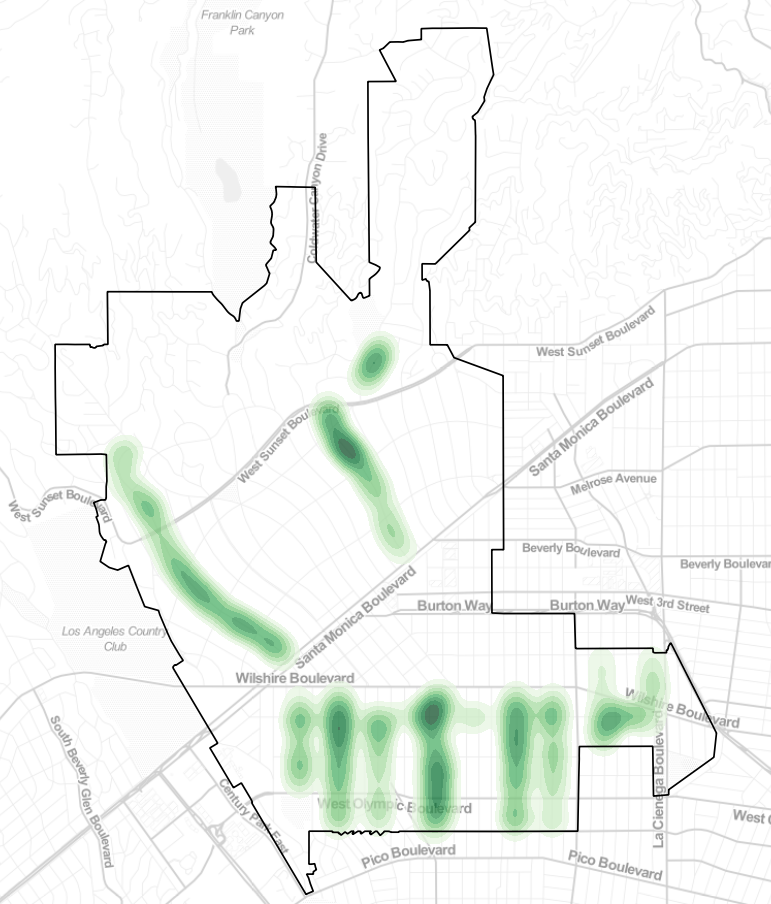 Franklin Canyon
Park
Coldwater Canyon Drive
West Sunset Boulevard
Santa Monica Boulevard
West Sunset Boulevard
Melrose Avenue
West Sunset Boulevard
Beverly Boulevard
Beverly Boulevar
Santa Monica Boulevard
Burton Way
Burton Way
West 3rd Street
Los Angeles Country
Club
Wilshire Boulevard
Wilshire Boulevard
South Beverly Glen Boulevard
La Cienega Boulevard
Century Park East
West Olympic Boulevard
West O
Pico Boulevard
Pico Boulevard